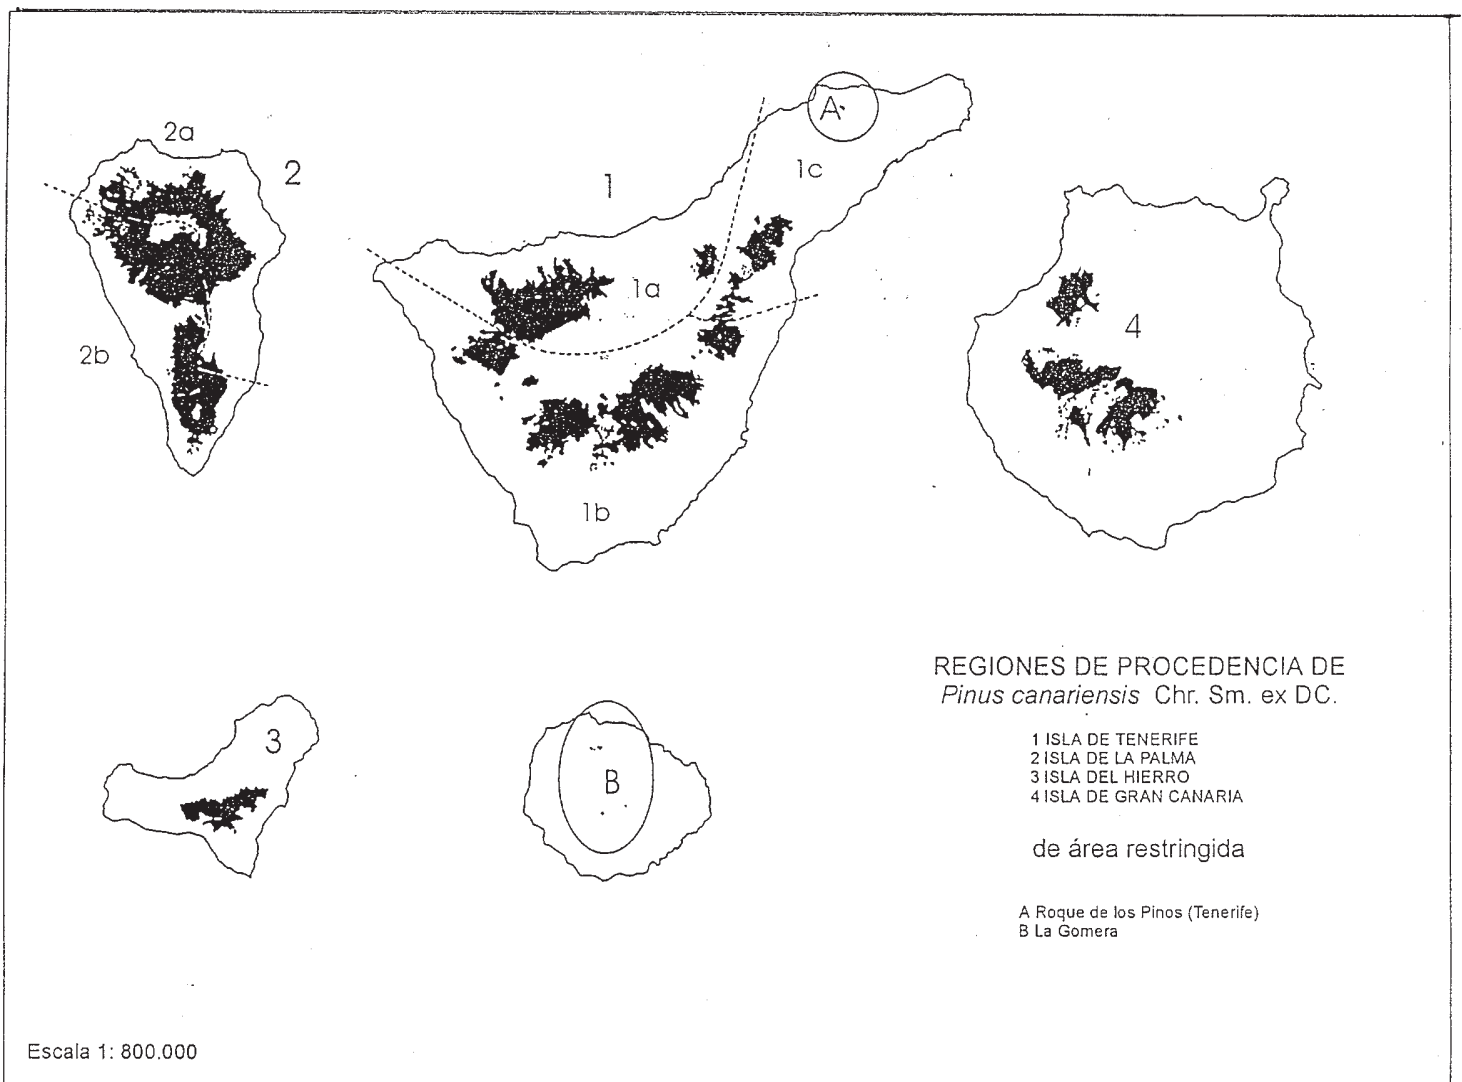 2a
2
1
A
1c
1a
4
2b
1b
REGIONES DE PROCEDENCIA DE
Pinus canariensis Chr. Sm. ex DC.
1 ISLA DE TENERIFE
2 ISLA DE LA PALMA
3 ISLA DEL HIERRO
4 ISLA DE GRAN CANARIA
3
B
de área restringida
A Roque de los Pinos (Tenerife)
B La Gomera
Escala 1: 800.000